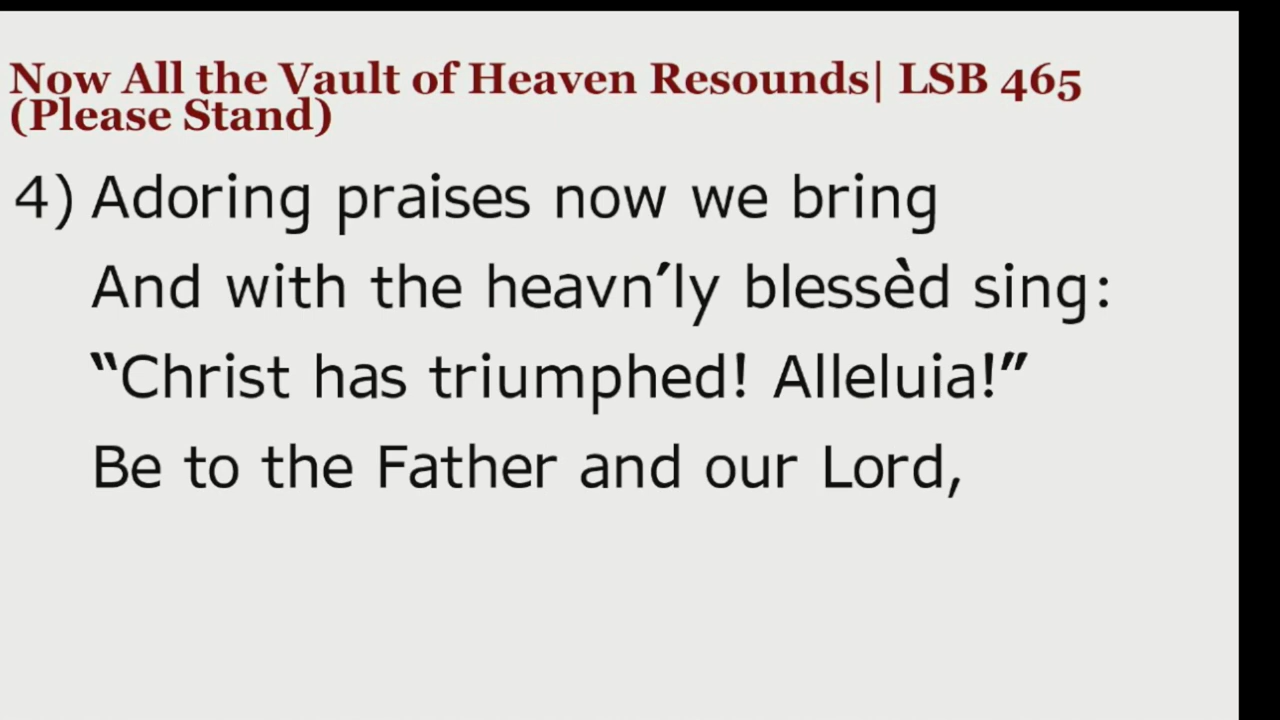 Now All the Vault of Heaven Resounds| LSB 465
(Please Stand)
4) Adoring praises now we bring
And with the heavn′ly blessèd sing:
“Christ has triumphed! Alleluia!”
Be to the Father and our Lord,